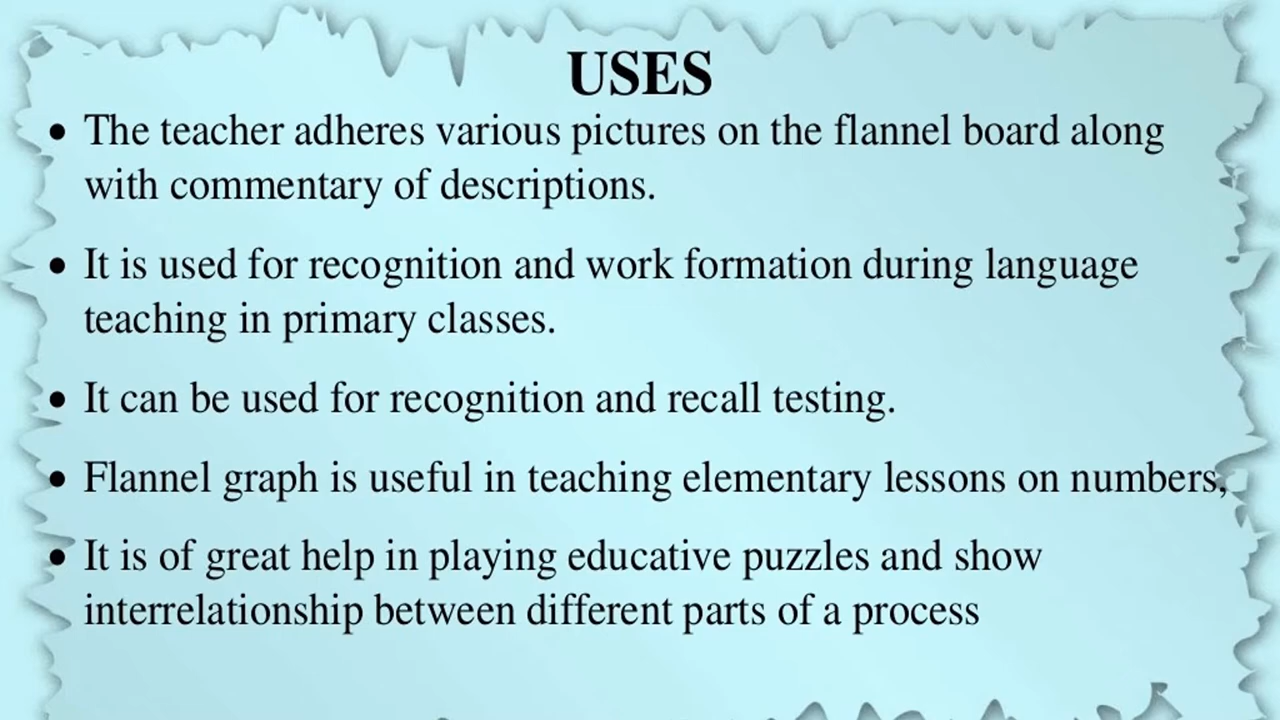 USES
• The teacher adheres various pictures on the flannel board along
with commentary of descriptions.
• It is used for recognition and work formation during language
teaching in primary classes.
• It can be used for recognition and recall testing.
• Flannel graph is useful in teaching elementary lessons on numbers,
• It is of great help in playing educative puzzles and show
interrelationship between different parts of a process